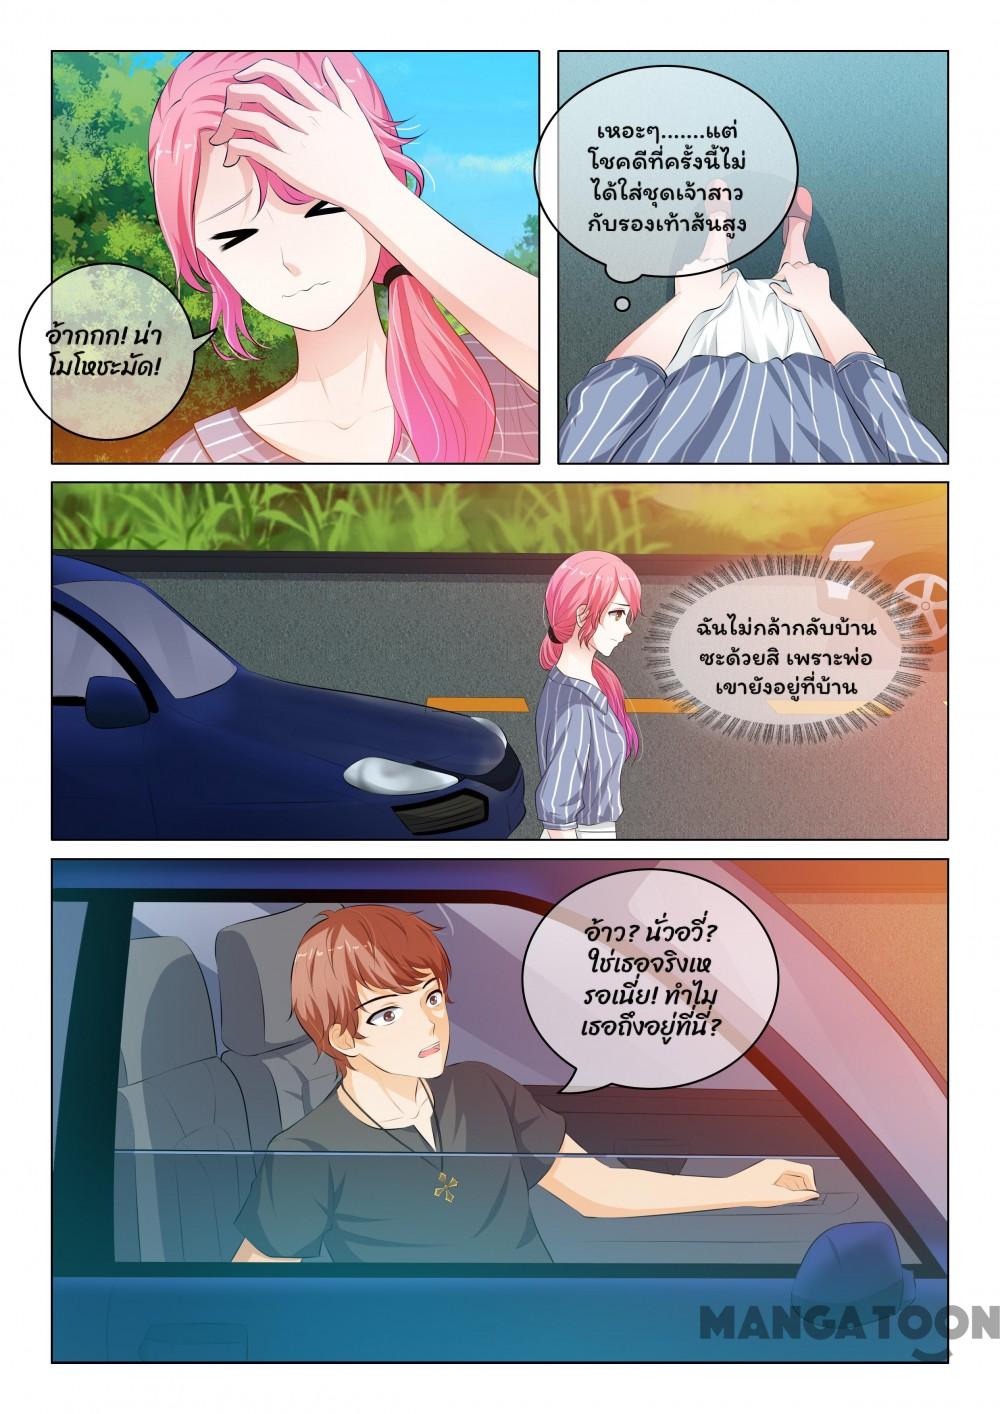 อ๊ากกก! น่า
โมโหชะมัด!
เหอะๆ.......แต่
โชคดีที่ครั้งนี้ไม่
ได้ใส่ชุดเจ้าสาว
กับรองเท้าส้นสูง
ฉันไม่กล้ากลับบ้าน
ซะด้วยสิ เพราะพ่อ
เขายังอยู่ที่บ้าน
อ้าว? นั่วอวี่?
ใช่เธอจริงเห
รอเนี่ย! ทำไม
เธอถึงอยู่ที่นี่?
MANGATOON